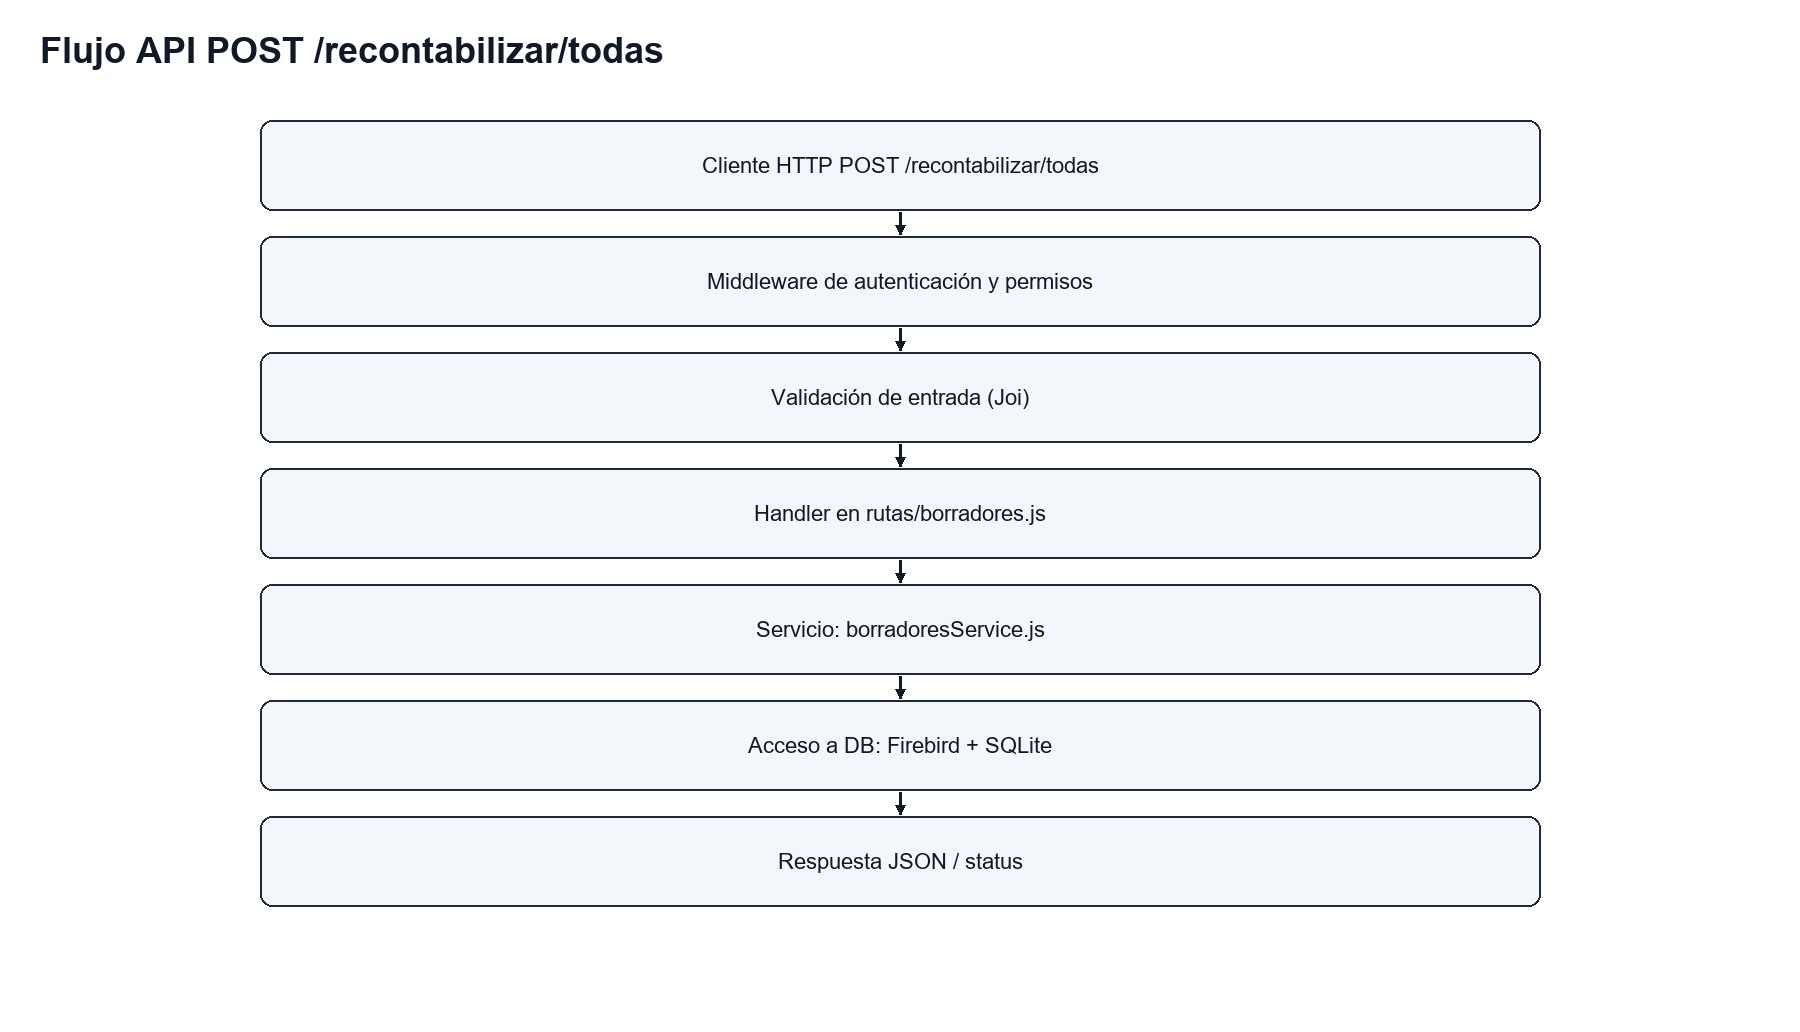 Flujo API POST /recontabilizar/todas
Cliente HTTP POST /recontabilizar/todas
Middleware de autenticación y permisos
Validación de entrada (Joi)
Handler en rutas/borradores.js
Servicio: borradoresService.js
Acceso a DB: Firebird + SQLite
Respuesta JSON / status